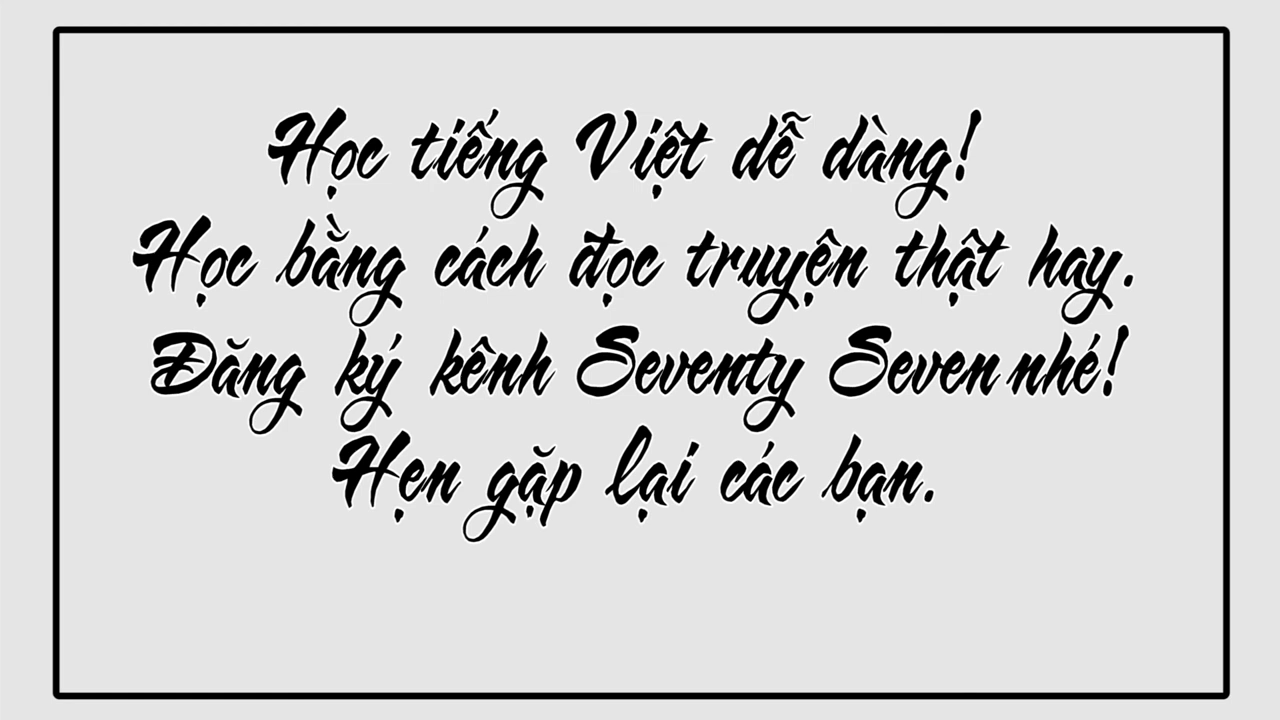 Học tiếng Việt dễ dàng!
Học bằng cách đọc truyện thật hay.
Đăng ký kênh Seventy Seven nhé!
Hẹn gặp lại các bạn.